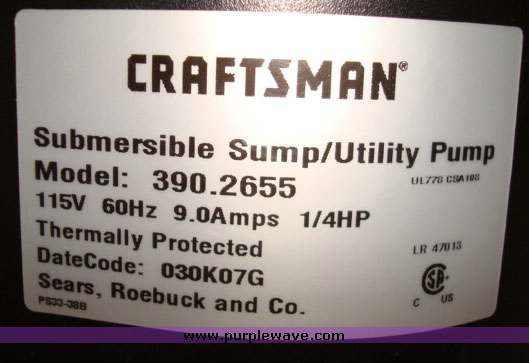 CRAFTSMAN®
Submersible Sump/Utility Pump
Model: 390.2655
UL778 CSA108
115V 60Hz 9.0Amps 1/4HP
Thermally Protected
LR 47013
DateCode: 030K07G
SA
Sears, Roebuck and Co.
C US
PS33-38B
www.purplewave.com